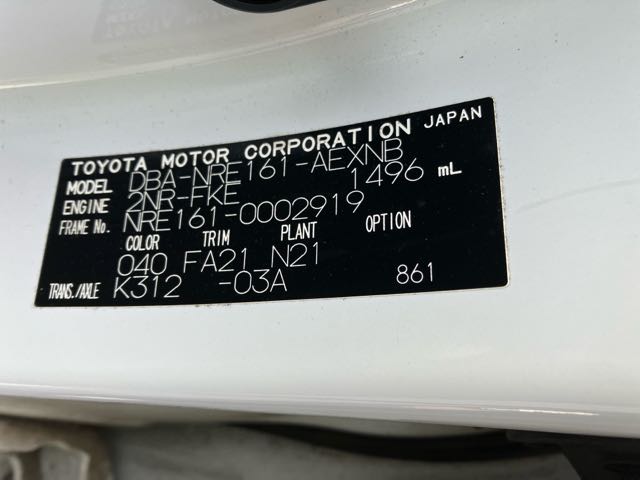 TOYOTA MOTOR CORPORATION JAPAN
MODEL DBA-NRE161-AEXNB
ENGINE 2NR-FKE 1496 mL
FRAME No. NRE161-0002919
COLOR TRIM PLANT OPTION
040 FA21 N21
TRANS./AXLE K312 -03A 861